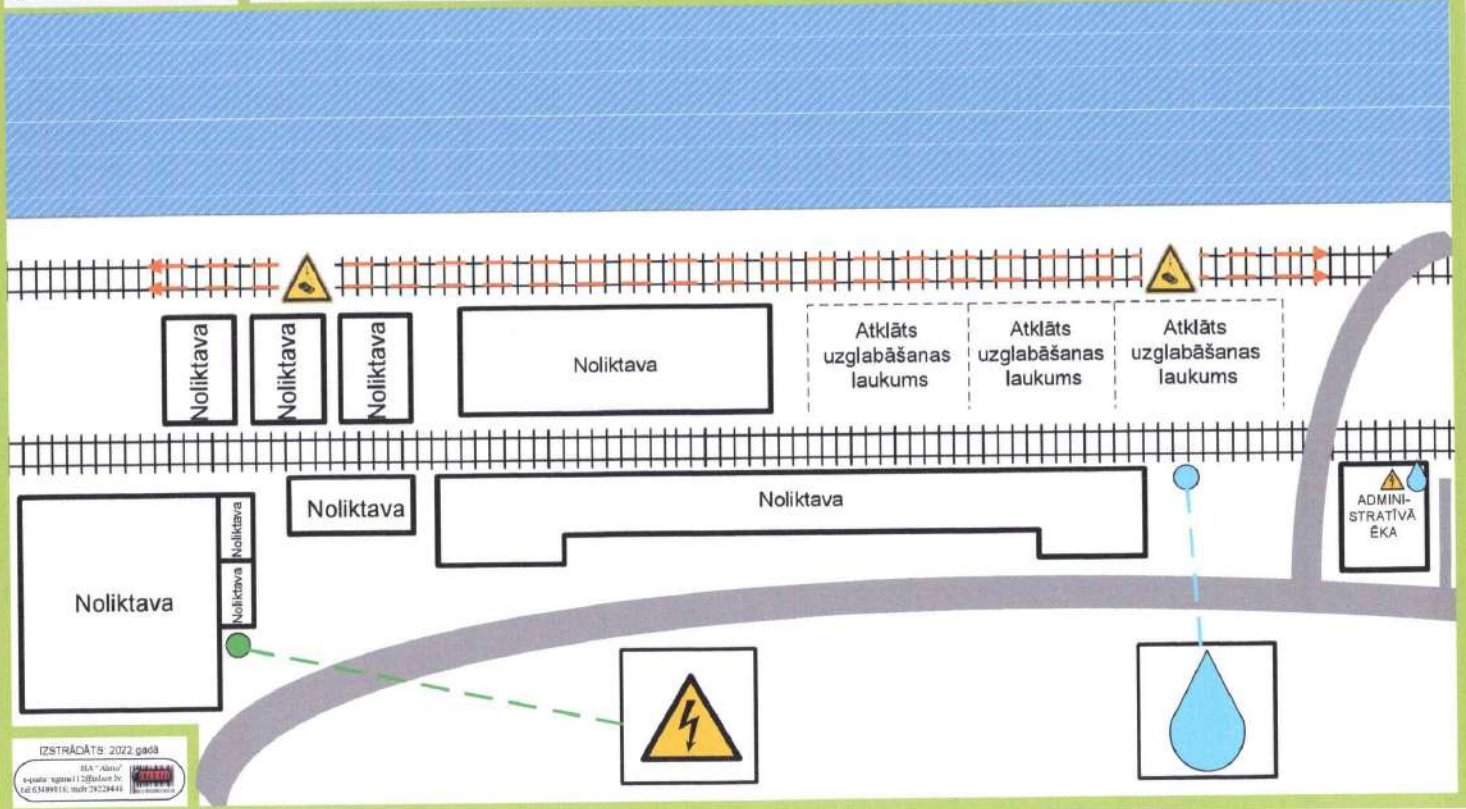 Noliktava
Noliktava
Noliktava
Noliktava
Atklāts
uzglabāšanas
laukums
Atklāts
uzglabāšanas
laukums
Atklāts
uzglabāšanas
laukums
Noliktava
Noliktava
Noliktava
Noliktava
Noliktava
ADMINI-
STRATĪVĀ
ĒKA
IZSTRĀDĀTS: 2022.gadā
SIA